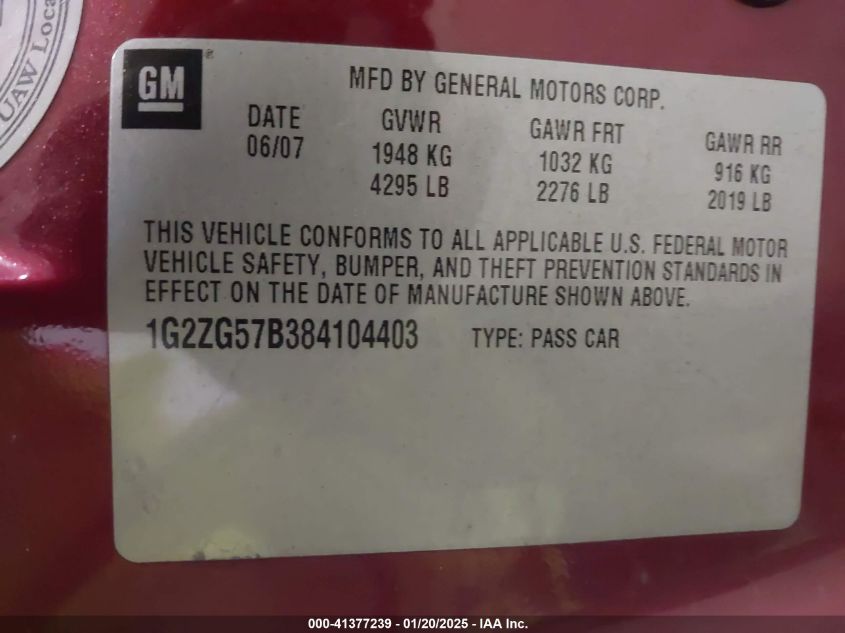 UAW Loca
GM
MFD BY GENERAL MOTORS CORP.
DATE GVWR GAWR FRT GAWR RR
06/07 1948 KG 1032 KG 916 KG
4295 LB 2276 LB 2019 LB
THIS VEHICLE CONFORMS TO ALL APPLICABLE U.S. FEDERAL MOTOR
VEHICLE SAFETY, BUMPER, AND THEFT PREVENTION STANDARDS IN
EFFECT ON THE DATE OF MANUFACTURE SHOWN ABOVE.
1G2ZG57B384104403 TYPE: PASS CAR
000-41377239 - 01/20/2025 - IAA Inc.